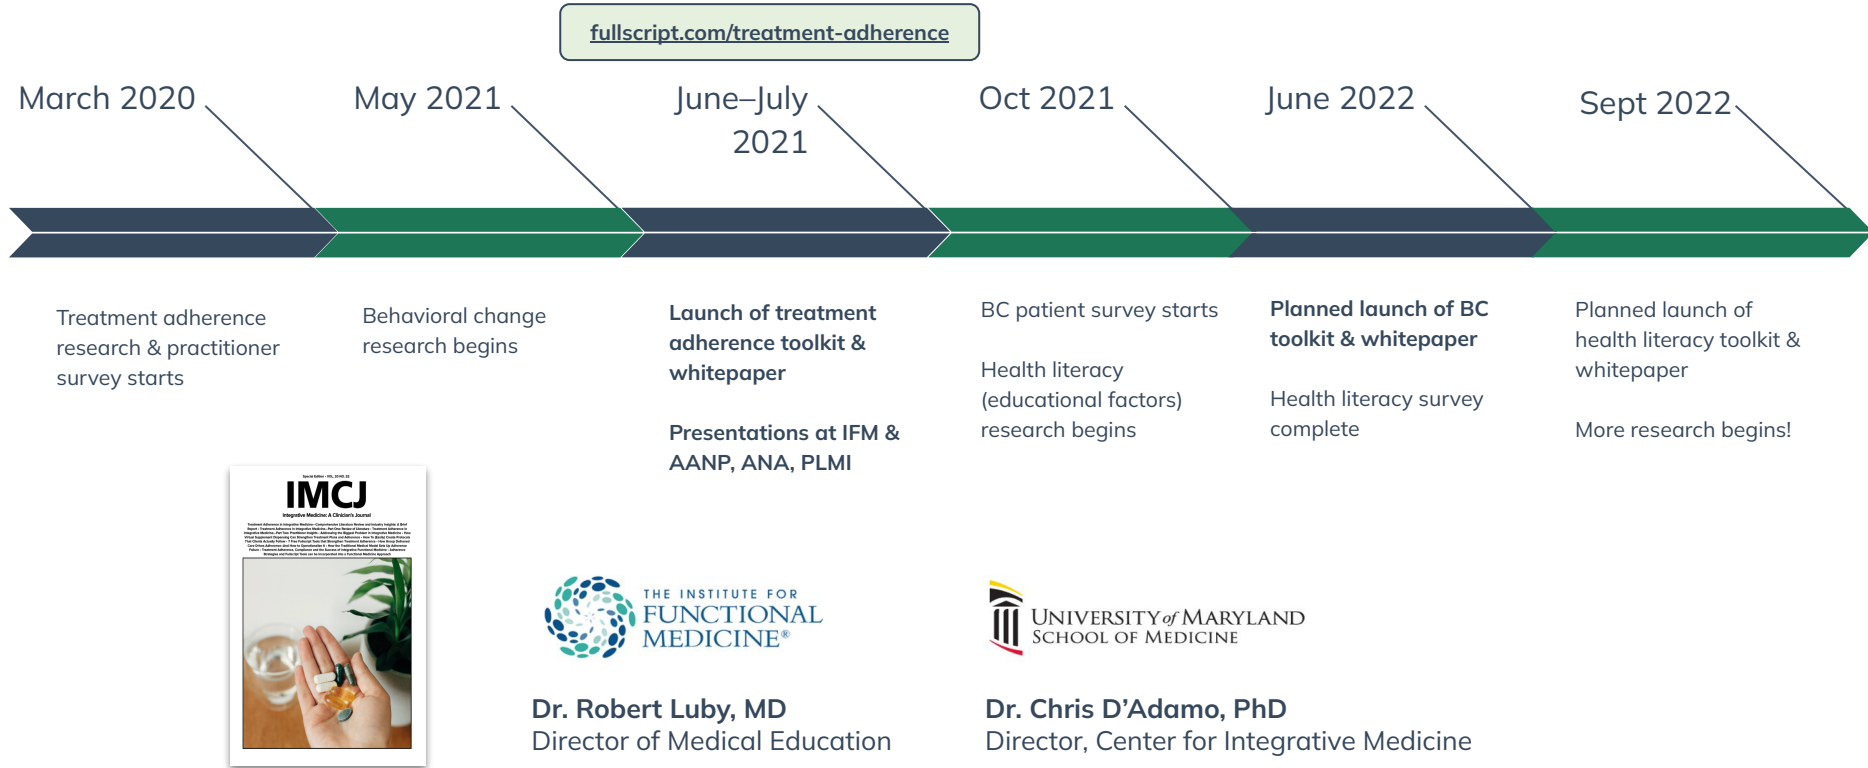 fullscript.com/treatment-adherence
March 2020
May 2021
June–July
2021
Oct 2021
June 2022
Sept 2022
Treatment adherence
research & practitioner
survey starts
Behavioral change
research begins
Launch of treatment
adherence toolkit &
whitepaper
Presentations at IFM &
AANP, ANA, PLMI
BC patient survey starts
Health literacy
(educational factors)
research begins
Planned launch of BC
toolkit & whitepaper
Health literacy survey
complete
Planned launch of
health literacy toolkit &
whitepaper
More research begins!
IMCJ
Integrative Medicine: A Clinician's Journal
THE INSTITUTE FOR
FUNCTIONAL
MEDICINE®
Dr. Robert Luby, MD
Director of Medical Education
UNIVERSITY of MARYLAND
SCHOOL OF MEDICINE
Dr. Chris D’Adamo, PhD
Director, Center for Integrative Medicine